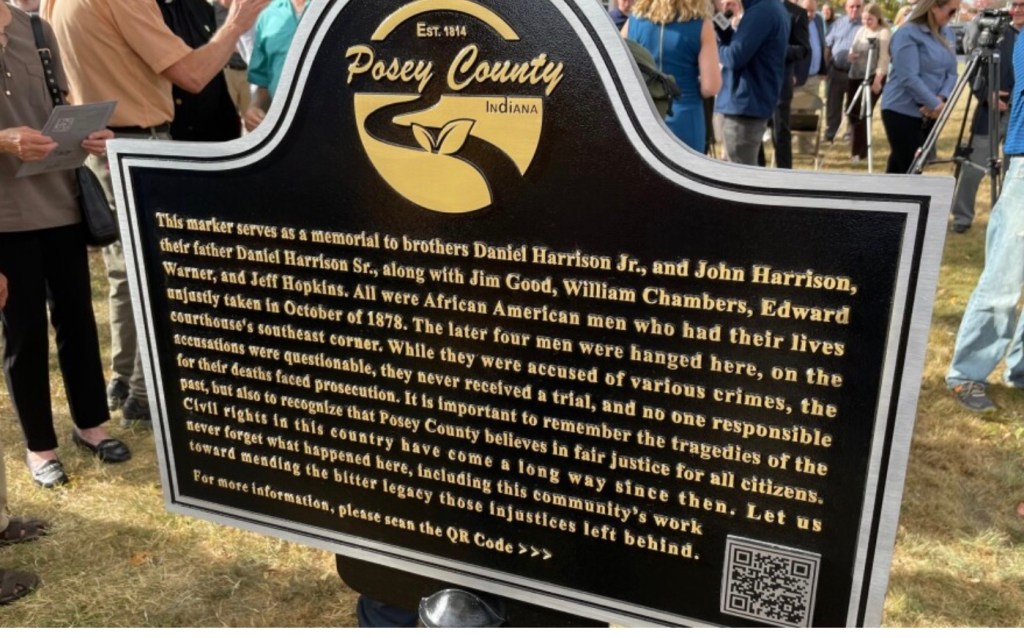 EST. 1814
Posey County
INDIANA
This marker serves as a memorial to brothers Daniel Harrison Jr., and John Harrison,
their father Daniel Harrison Sr., along with Jim Good, William Chambers, Edward
Warner, and Jeff Hopkins. All were African American men who had their lives
unjustly taken in October of 1878. The later four men were hanged here, on the
courthouse's southeast corner. While they were accused of various crimes, the
accusations were questionable, they never received a trial, and no one responsible
for their deaths faced prosecution. It is important to remember the tragedies of the
past, but also to recognize that Posey County believes in fair justice for all citizens.
Civil rights in this country have come a long way since then. Let us
never forget what happened here, including this community's work
toward mending the bitter legacy those injustices left behind.
For more information, please scan the QR Code >>>